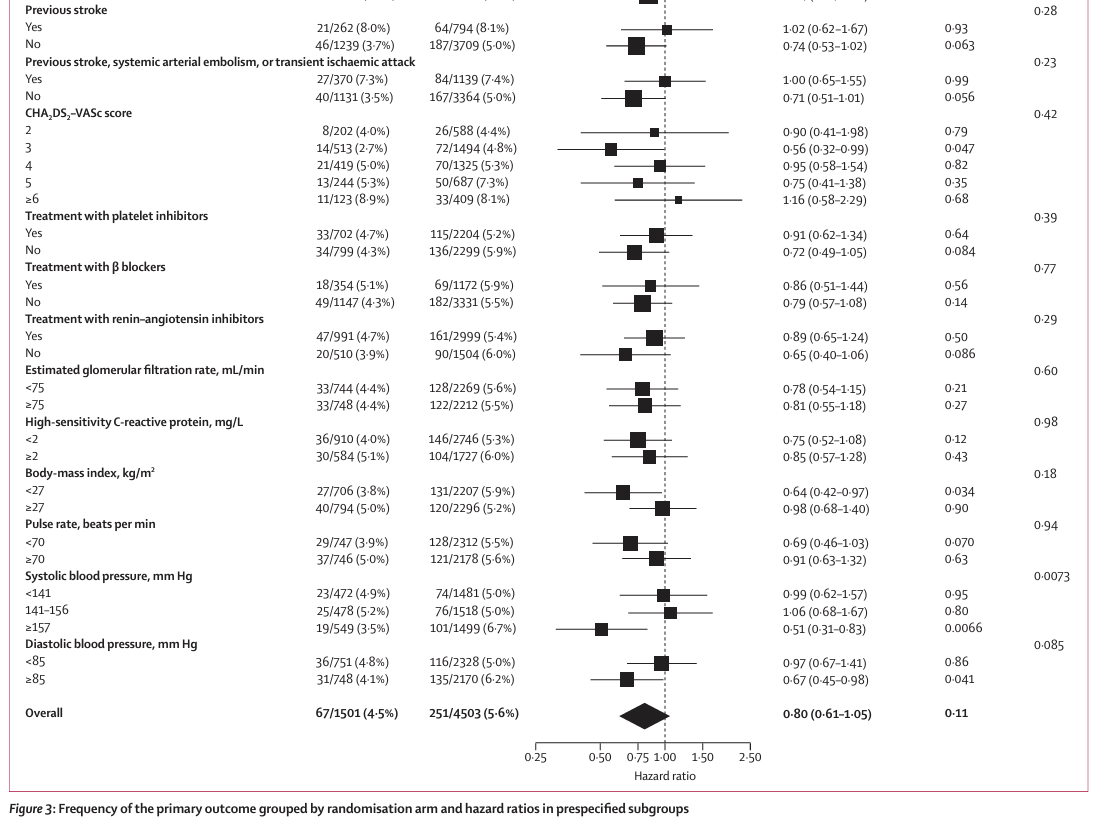 Previous stroke 0·28
Yes 21/262 (8·0%) 64/794 (8·1%) 1·02 (0·62–1·67) 0·93
No 46/1239 (3·7%) 187/3709 (5·0%) 0·74 (0·53–1·02) 0·063
Previous stroke, systemic arterial embolism, or transient ischaemic attack 0·23
Yes 27/370 (7·3%) 84/1139 (7·4%) 1·00 (0·65–1·55) 0·99
No 40/1131 (3·5%) 167/3364 (5·0%) 0·71 (0·51–1·01) 0·056
CHA₂DS₂–VASc score 0·42
2 8/202 (4·0%) 26/588 (4·4%) 0·90 (0·41–1·98) 0·79
3 14/513 (2·7%) 72/1494 (4·8%) 0·56 (0·32–0·99) 0·047
4 21/419 (5·0%) 70/1325 (5·3%) 0·95 (0·58–1·54) 0·82
5 13/244 (5·3%) 50/687 (7·3%) 0·75 (0·41–1·38) 0·35
≥6 11/123 (8·9%) 33/409 (8·1%) 1·16 (0·58–2·29) 0·68
Treatment with platelet inhibitors 0·39
Yes 33/702 (4·7%) 115/2204 (5·2%) 0·91 (0·62–1·34) 0·64
No 34/799 (4·3%) 136/2299 (5·9%) 0·72 (0·49–1·05) 0·084
Treatment with β blockers 0·77
Yes 18/354 (5·1%) 69/1172 (5·9%) 0·86 (0·51–1·44) 0·56
No 49/1147 (4·3%) 182/3331 (5·5%) 0·79 (0·57–1·08) 0·14
Treatment with renin–angiotensin inhibitors 0·29
Yes 47/991 (4·7%) 161/2999 (5·4%) 0·89 (0·65–1·24) 0·50
No 20/510 (3·9%) 90/1504 (6·0%) 0·65 (0·40–1·06) 0·086
Estimated glomerular filtration rate, mL/min 0·60
<75 33/744 (4·4%) 128/2269 (5·6%) 0·78 (0·54–1·15) 0·21
≥75 33/748 (4·4%) 122/2212 (5·5%) 0·81 (0·55–1·18) 0·27
High-sensitivity C-reactive protein, mg/L 0·98
<2 36/910 (4·0%) 146/2746 (5·3%) 0·75 (0·52–1·08) 0·12
≥2 30/584 (5·1%) 104/1727 (6·0%) 0·85 (0·57–1·28) 0·43
Body-mass index, kg/m² 0·18
<27 27/706 (3·8%) 131/2207 (5·9%) 0·64 (0·42–0·97) 0·034
≥27 40/794 (5·0%) 120/2296 (5·2%) 0·98 (0·68–1·40) 0·90
Pulse rate, beats per min 0·94
<70 29/747 (3·9%) 128/2312 (5·5%) 0·69 (0·46–1·03) 0·070
≥70 37/746 (5·0%) 121/2178 (5·6%) 0·91 (0·63–1·32) 0·63
Systolic blood pressure, mm Hg 0·0073
<141 23/472 (4·9%) 74/1481 (5·0%) 0·99 (0·62–1·57) 0·95
141–156 25/478 (5·2%) 76/1518 (5·0%) 1·06 (0·68–1·67) 0·80
≥157 19/549 (3·5%) 101/1499 (6·7%) 0·51 (0·31–0·83) 0·0066
Diastolic blood pressure, mm Hg 0·085
<85 36/751 (4·8%) 116/2328 (5·0%) 0·97 (0·67–1·41) 0·86
≥85 31/748 (4·1%) 135/2170 (6·2%) 0·67 (0·45–0·98) 0·041
Overall 67/1501 (4·5%) 251/4503 (5·6%) 0·80 (0·61–1·05) 0·11
0·25 0·50 0·75 1·00 1·50 2·50
Hazard ratio
Figure 3: Frequency of the primary outcome grouped by randomisation arm and hazard ratios in prespecified subgroups